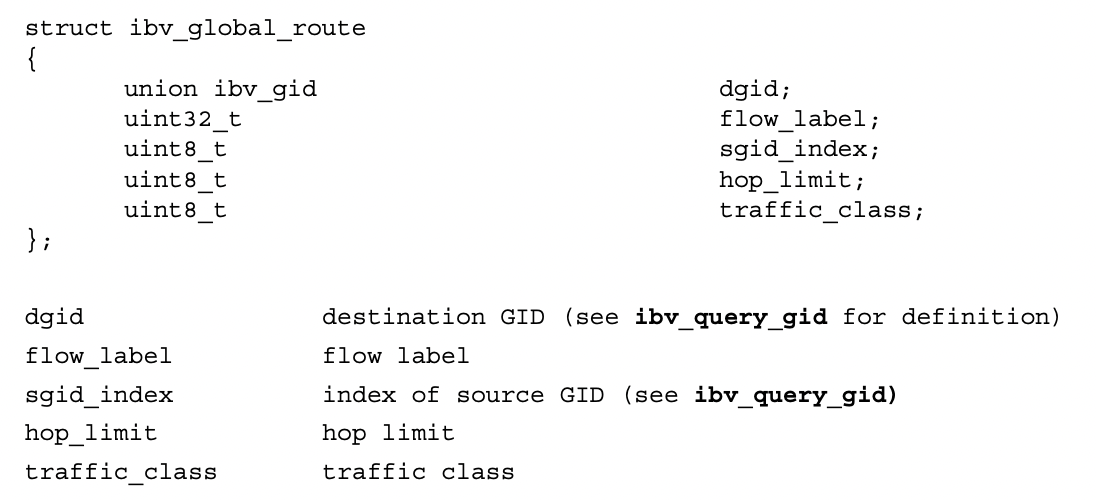 struct ibv_global_route
{
union ibv_gid dgid;
uint32_t flow_label;
uint8_t sgid_index;
uint8_t hop_limit;
uint8_t traffic_class;
};
dgid destination GID (see ibv_query_gid for definition)
flow_label flow label
sgid_index index of source GID (see ibv_query_gid)
hop_limit hop limit
traffic_class traffic class